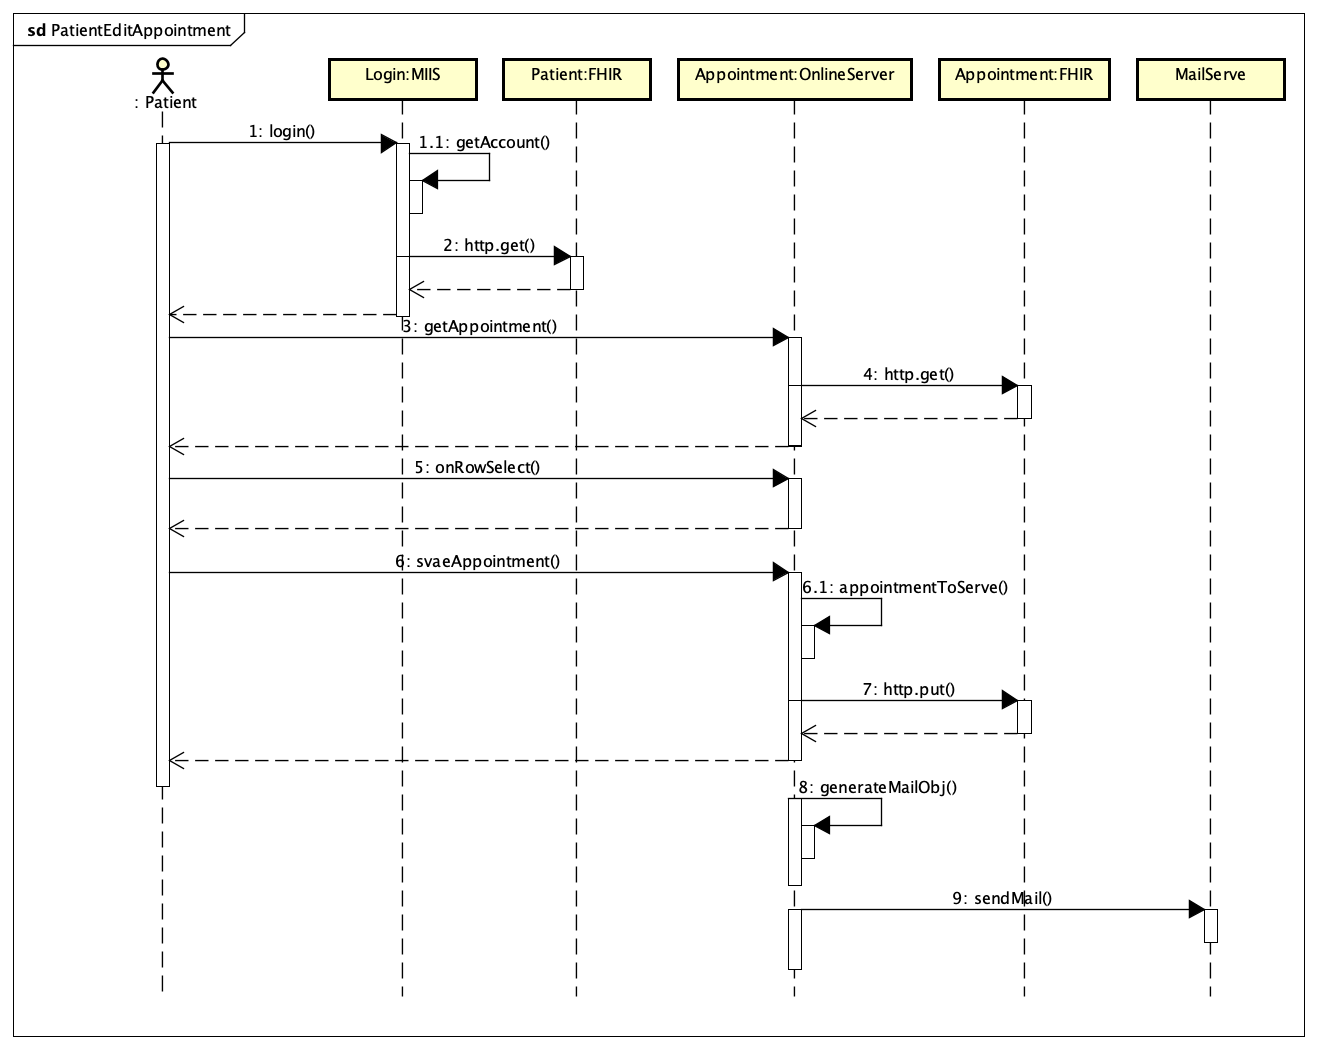 sd PatientEditAppointment
: Patient
Login:MIIS
Patient:FHIR
Appointment:OnlineServer
Appointment:FHIR
MailServe
1: login()
1.1: getAccount()
2: http.get()
3: getAppointment()
4: http.get()
5: onRowSelect()
6: svaeAppointment()
6.1: appointmentToServe()
7: http.put()
8: generateMailObj()
9: sendMail()